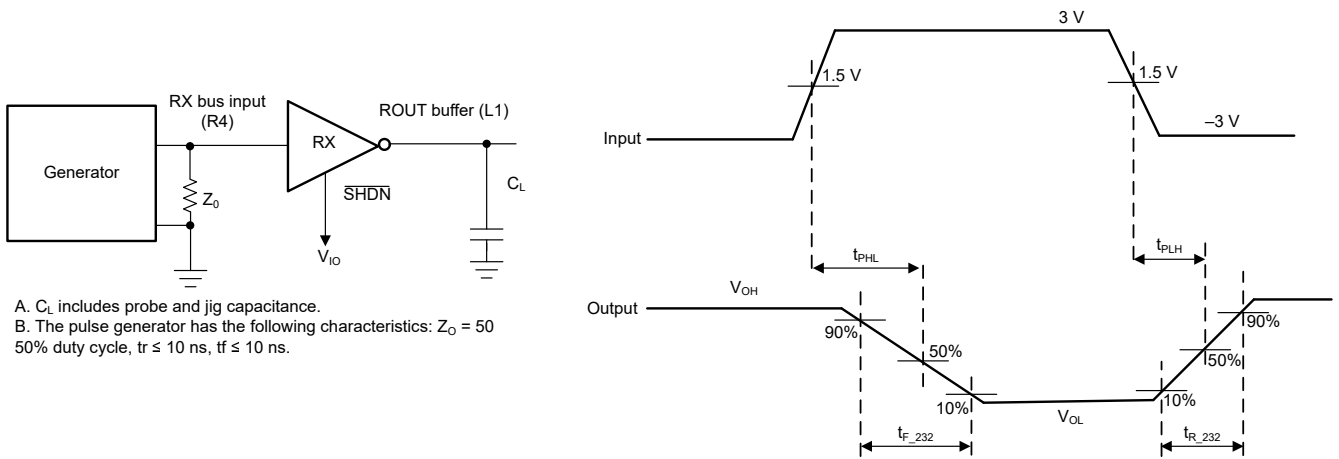 RX bus input
(R4)
ROUT buffer (L1)
Generator
RX
Z0
SHDN
VIO
CL
A. CL includes probe and jig capacitance.
B. The pulse generator has the following characteristics: ZO = 50
50% duty cycle, tr ≤ 10 ns, tf ≤ 10 ns.
3 V
1.5 V
1.5 V
Input
–3 V
tPHL
tPLH
Output
VOH
90%
50%
10%
VOL
90%
50%
10%
tF_232
tR_232